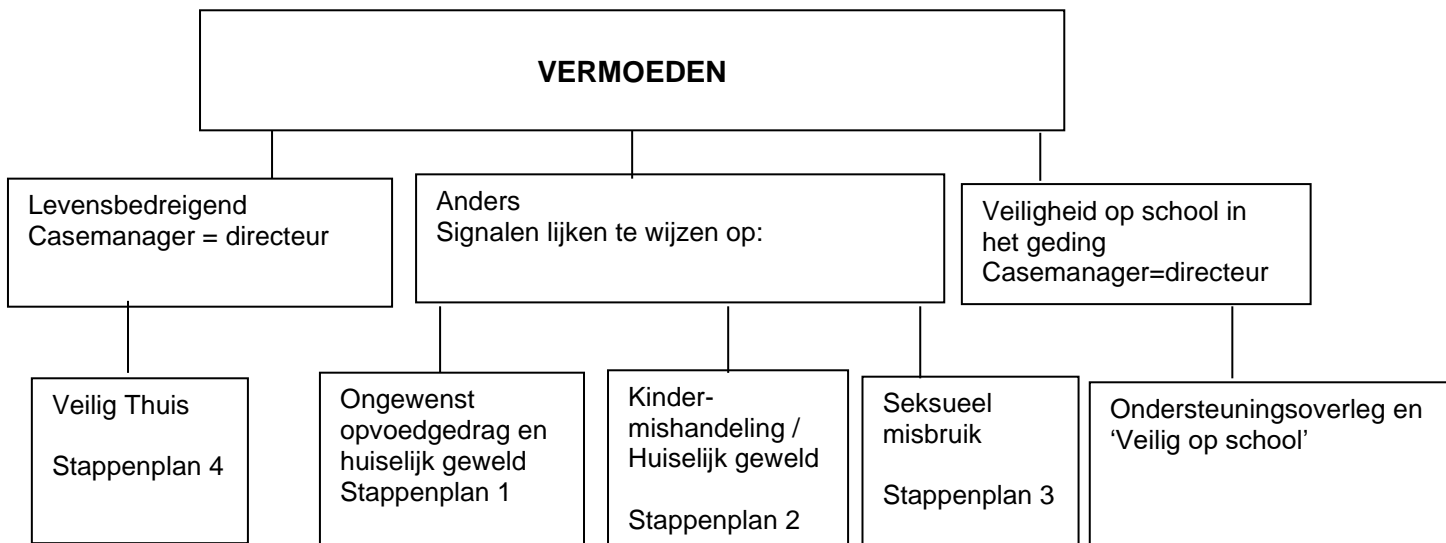 VERMOEDEN
Levensbedreigend
Casemanager = directeur
Anders
Signalen lijken te wijzen op:
Veiligheid op school in
het geding
Casemanager=directeur
Veilig Thuis
Stappenplan 4
Ongewenst
opvoedgedrag en
huiselijk geweld
Stappenplan 1
Kinder-
mishandeling /
Huiselijk geweld
Stappenplan 2
Seksueel
misbruik
Stappenplan 3
Ondersteuningsoverleg en
‘Veilig op school’